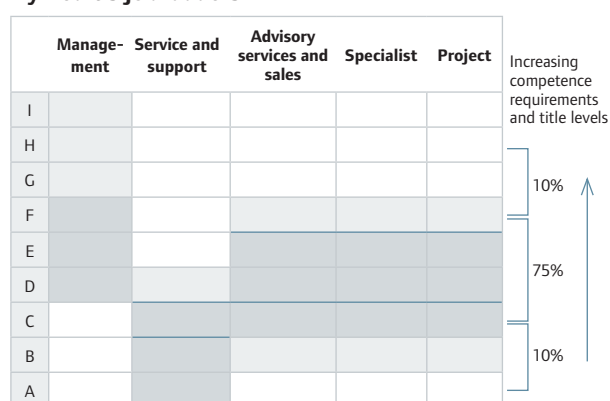 Manage- Service and Advisory services and sales Specialist Project
ment support
Increasing
competence
requirements
and title levels
I
H
G
10%
F
E
75%
D
C
B
10%
A